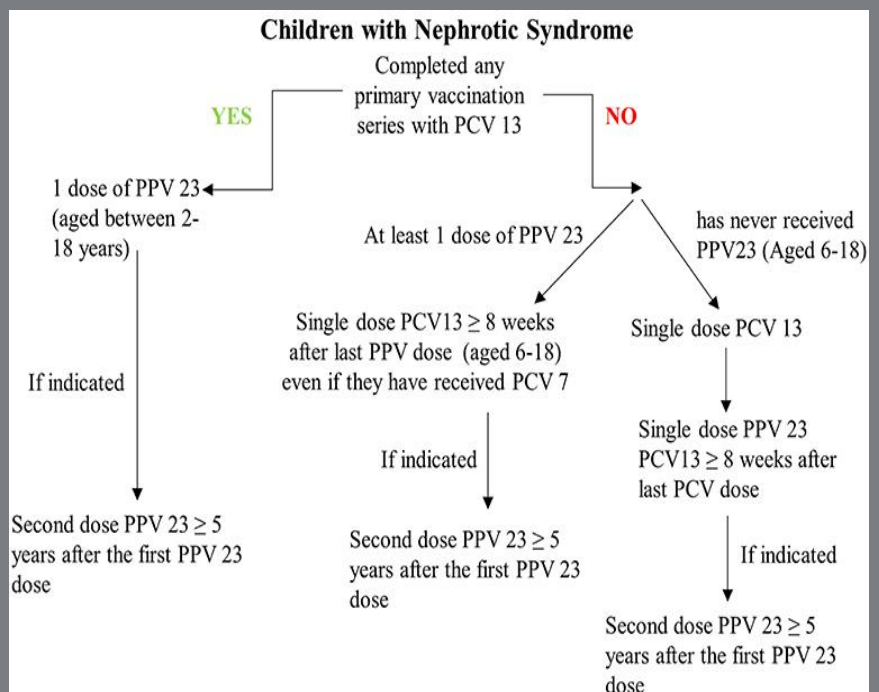 Children with Nephrotic Syndrome
Completed any
primary vaccination
series with PCV 13
YES
NO
1 dose of PPV 23
(aged between 2-
18 years)
At least 1 dose of PPV 23
has never received
PPV23 (Aged 6-18)
Single dose PCV13 ≥ 8 weeks
after last PPV dose (aged 6-18)
even if they have received PCV 7
Single dose PCV 13
If indicated
If indicated
Single dose PPV 23
PCV13 ≥ 8 weeks after
last PCV dose
Second dose PPV 23 ≥ 5
years after the first PPV 23
dose
Second dose PPV 23 ≥ 5
years after the first PPV 23
dose
If indicated
Second dose PPV 23 ≥ 5
years after the first PPV 23
dose